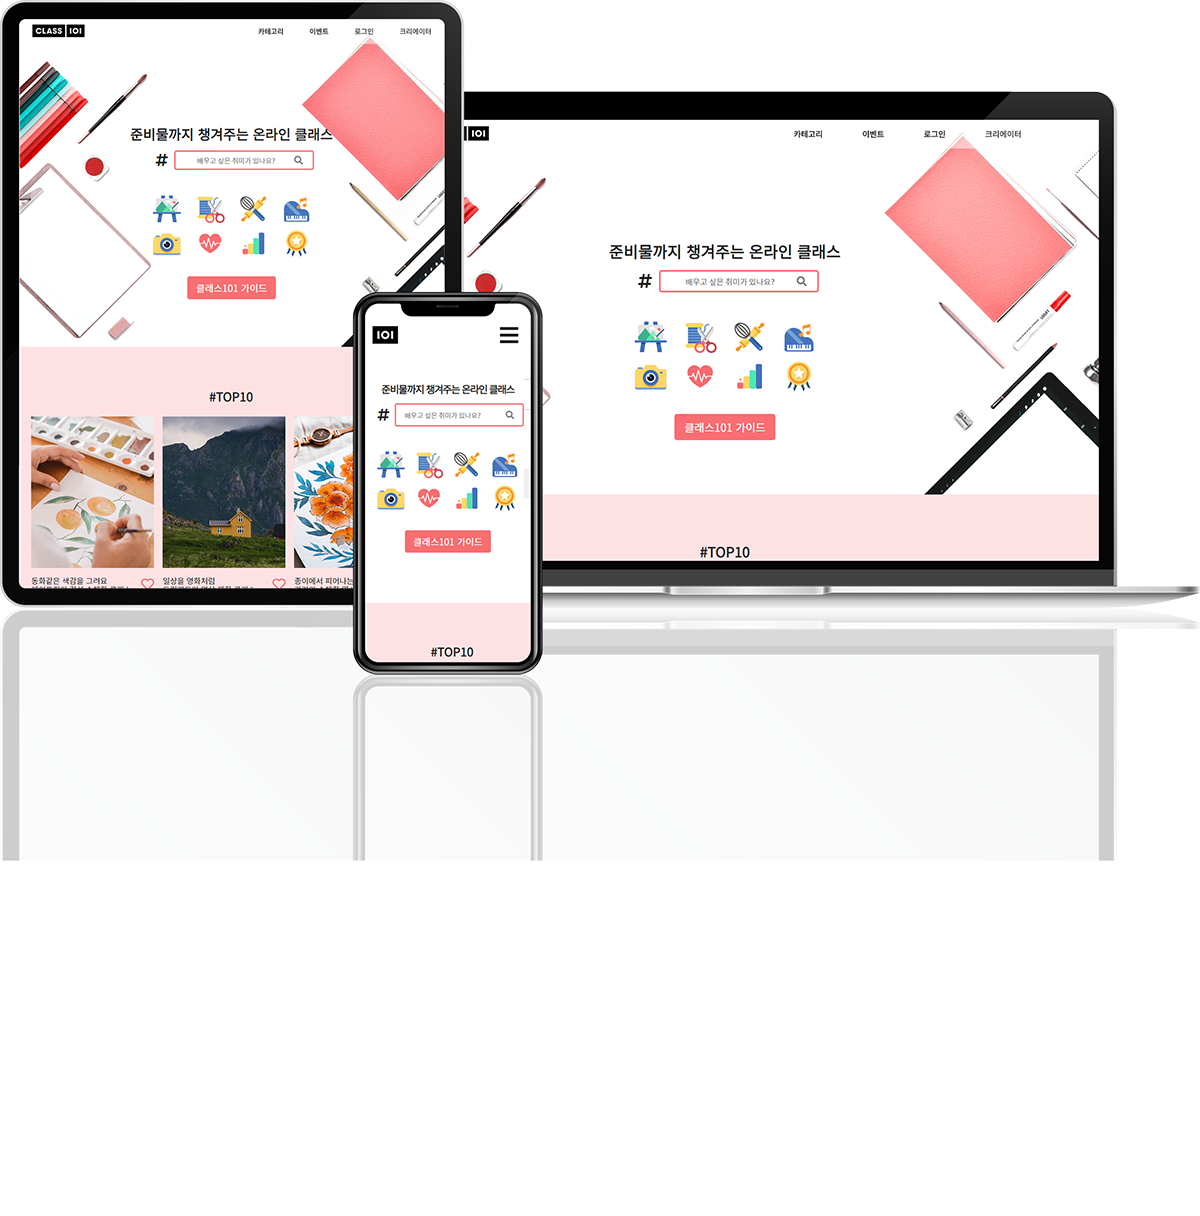 CLASS 101
카테고리 이벤트 로그인 크리에이터
준비물까지 챙겨주는 온라인 클래스
# 배우고 싶은 취미가 있나요?
클래스101 가이드
#TOP10
동화같은 색감을 그려요
일상을 영화처럼
종이에서 피어나는
101
준비물까지 챙겨주는 온라인 클래스
# 배우고 싶은 취미가 있나요?
클래스101 가이드
#TOP10
101
카테고리 이벤트 로그인 크리에이터
준비물까지 챙겨주는 온라인 클래스
# 배우고 싶은 취미가 있나요?
클래스101 가이드
#TOP10